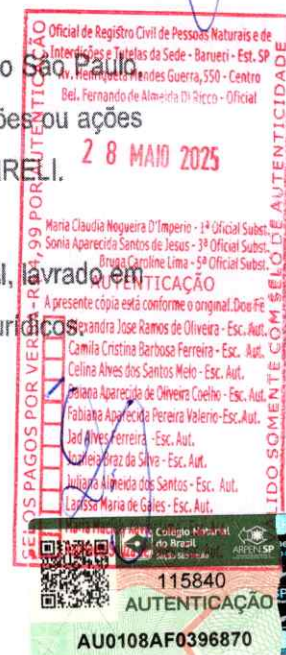 Oficial de Registro Civil de Pessoas Naturais e de
Interdições e Tutelas da Sede - Barueri - Est. SP
o São Paulo,
Av. Henriqueta Mendes Guerra, 550 - Centro
Bel. Fernando de Almeida Di Ricco - Oficial
ões ou ações
28 MAIO 2025
IRELI.
Maria Claudia Nogueira D'Imperio - 1ª Oficial Subst.
Sonia Aparecida Santos de Jesus - 3ª Oficial Subst.
Bruna Caroline Lima - 5ª Oficial Subst.
l, lavrado em
AUTENTICAÇÃO
A presente cópia está conforme o original. Dou Fé
urídicos.
Alexandra Jose Ramos de Oliveira - Esc. Aut.
Camila Cristina Barbosa Ferreira - Esc. Aut.
Celina Alves dos Santos Melo - Esc. Aut.
Daiana Aparecida de Oliveira Coelho - Esc. Aut.
Fabiana Aparecida Pereira Valerio - Esc. Aut.
Jad Alves Ferreira - Esc. Aut.
Braz da Silva - Esc. Aut.
Juliana Almeida dos Santos - Esc. Aut.
Larissa Maria de Gales - Esc. Aut.
SELOS PAGOS POR VERBA - R$ 4,99 POR AUTENTICAÇÃO
VÁLIDO SOMENTE COM SELO DE AUTENTICIDADE
Colégio Notarial
do Brasil
ARPEN SP
115840
AUTENTICAÇÃO
AU0108AF0396870